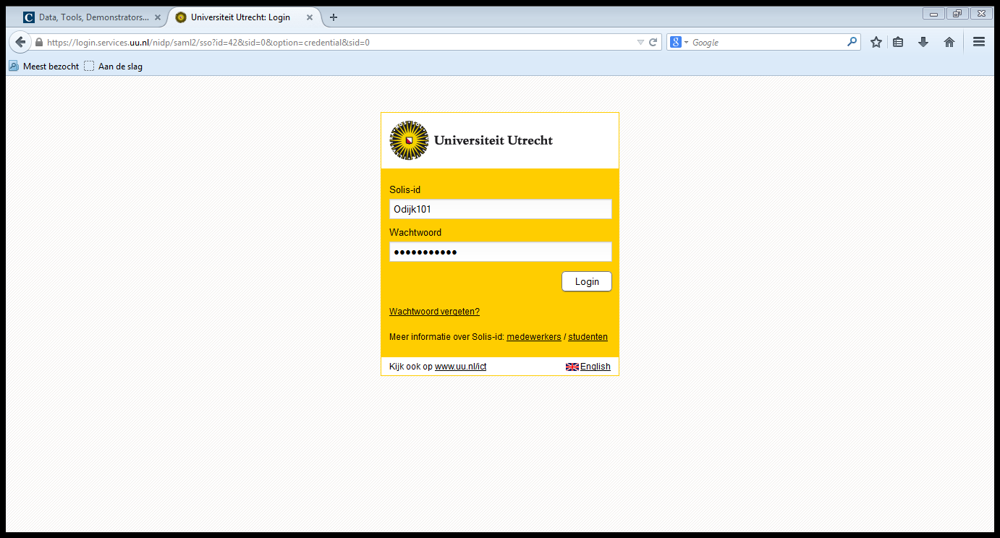 Data, Tools, Demonstrators...
Universiteit Utrecht: Login
https://login.services.uu.nl/nidp/saml2/sso?id=42&sid=0&option=credential&sid=0
Google
Meest bezocht
Aan de slag
Universiteit Utrecht
Solis-id
Odijk101
Wachtwoord
●●●●●●●●●●●
Login
Wachtwoord vergeten?
Meer informatie over Solis-id: medewerkers / studenten
Kijk ook op www.uu.nl/ict
English